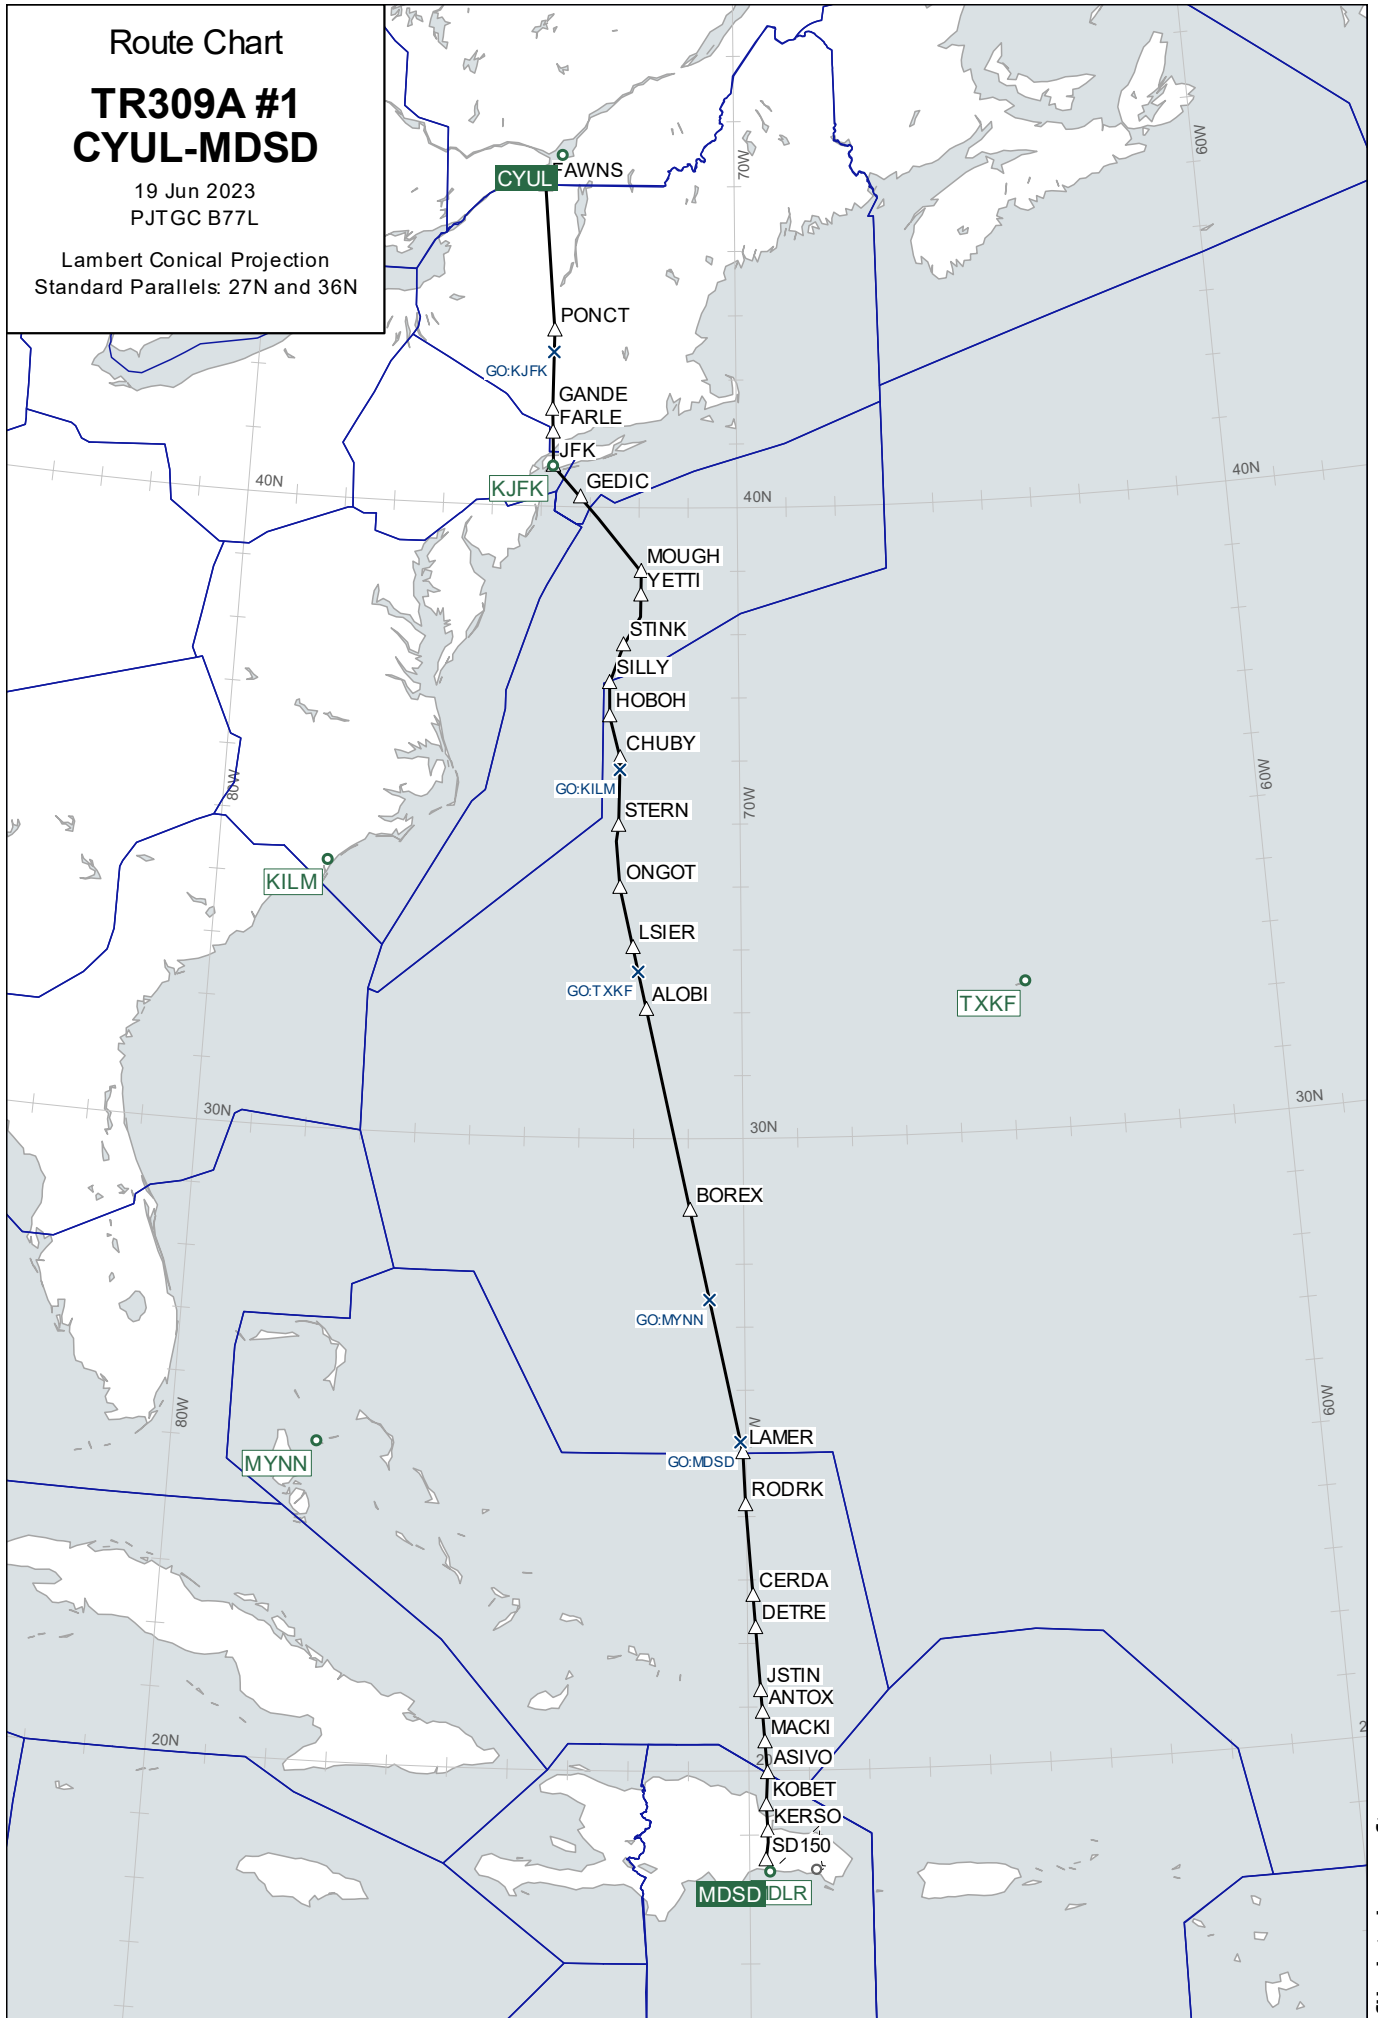 Route Chart
TR309A #1
CYUL-MDSD
19 Jun 2023
PJTGC B77L
Lambert Conical Projection
Standard Parallels: 27N and 36N
CYUL
FAWNS
70W
60W
PONCT
GO:KJFK
GANDE
FARLE
JFK
KJFK
GEDIC
40N
40N
40N
MOUGH
YETTI
STINK
SILLY
HOBOH
CHUBY
GO:KILM
80W
70W
60W
STERN
KILM
ONGOT
LSIER
GO:TXKF
ALOBI
TXKF
30N
30N
30N
BOREX
GO:MYNN
80W
60W
LAMER
GO:MDSD
MYNN
RODRK
CERDA
DETRE
JSTIN
ANTOX
MACKI
20N
ASIVO
KOBET
KERSO
SD150
MDSD